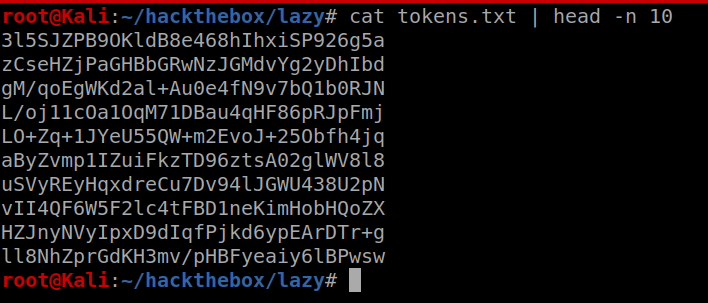 root@Kali:~/hackthebox/lazy# cat tokens.txt | head -n 10
3l5SJZPB9OKldB8e468hIhxiSP926g5a
zCseHZjPaGHBbGRwNzJGMdvYg2yDhIbd
gM/qoEgWKd2al+Au0e4fN9v7bQ1b0RJN
L/oj11cOa1OqM71DBau4qHF86pRJpFmj
LO+Zq+1JYeU55QW+m2EvoJ+25Obfh4jq
aByZvmp1IZuiFkzTD96ztsA02glWV8l8
uSVyREyHqxdreCu7Dv94lJGWU438U2pN
vII4QF6W5F2lc4tFBD1neKimHobHQoZX
HZJnyNVyIpxD9dIqfPjkd6ypEArDTr+g
ll8NhZprGdKH3mv/pHBFyeaiy6lBPwsw
root@Kali:~/hackthebox/lazy#